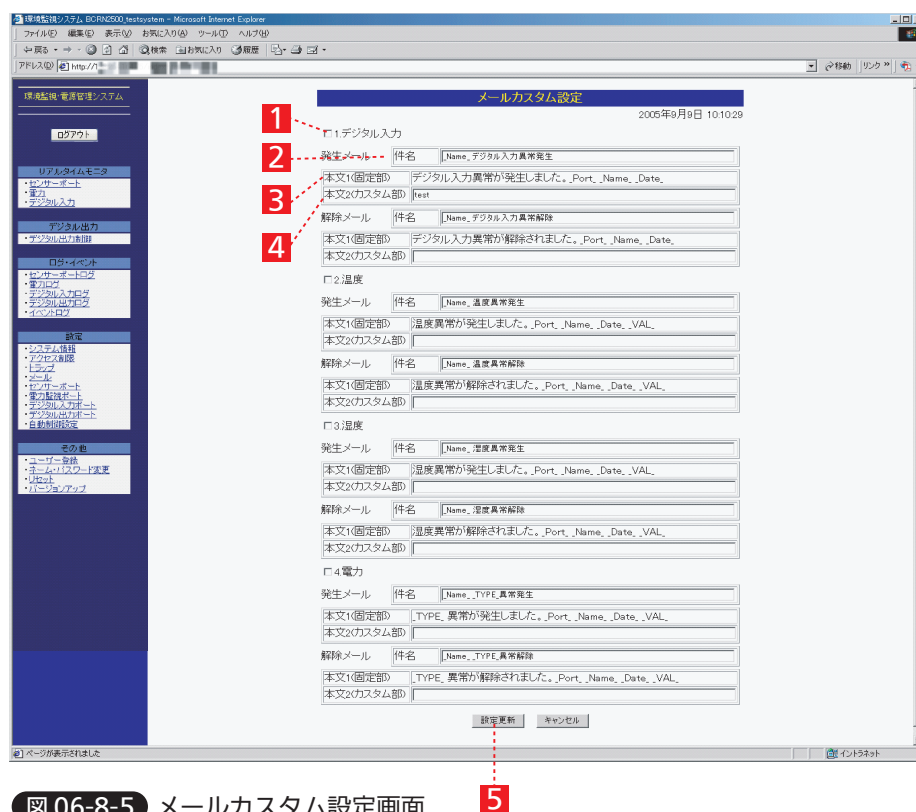 環境監視システム BCRN2500_testsystem - Microsoft Internet Explorer
ファイル(F) 編集(E) 表示(V) お気に入り(A) ツール(T) ヘルプ(H)
戻る 検索 お気に入り 履歴
アドレス(D) http://1 移動 リンク »
環境監視・電源管理システム
ログアウト
リアルタイムモニタ
・センサーポート
・電力
・デジタル入力
デジタル出力
・デジタル出力制御
ログ・イベント
・センサーポートログ
・電力ログ
・デジタル入力ログ
・デジタル出力ログ
・イベントログ
設定
・システム情報
・アクセス制限
・トラップ
・メール
・センサーポート
・電力監視ポート
・デジタル入力ポート
・デジタル出力ポート
・自動制御設定
その他
・ユーザー登録
・ネーム・パスワード変更
・リセット
・バージョンアップ
メールカスタム設定
2005年9月9日 10:10:29
1
1.デジタル入力
2
発生メール 件名 _Name_デジタル入力異常発生
3
本文1(固定部) デジタル入力異常が発生しました。_Port_ _Name_ _Date_
4
本文2(カスタム部) test
解除メール 件名 _Name_デジタル入力異常解除
本文1(固定部) デジタル入力異常が解除されました。_Port_ _Name_ _Date_
本文2(カスタム部)
2.温度
発生メール 件名 _Name_温度異常発生
本文1(固定部) 温度異常が発生しました。_Port_ _Name_ _Date_ _VAL_
本文2(カスタム部)
解除メール 件名 _Name_温度異常解除
本文1(固定部) 温度異常が解除されました。_Port_ _Name_ _Date_ _VAL_
本文2(カスタム部)
3.湿度
発生メール 件名 _Name_湿度異常発生
本文1(固定部) 湿度異常が発生しました。_Port_ _Name_ _Date_ _VAL_
本文2(カスタム部)
解除メール 件名 _Name_湿度異常解除
本文1(固定部) 湿度異常が解除されました。_Port_ _Name_ _Date_ _VAL_
本文2(カスタム部)
4.電力
発生メール 件名 _Name_ _TYPE_異常発生
本文1(固定部) _TYPE_ 異常が発生しました。_Port_ _Name_ _Date_ _VAL_
本文2(カスタム部)
解除メール 件名 _Name_ _TYPE_異常解除
本文1(固定部) _TYPE_ 異常が解除されました。_Port_ _Name_ _Date_ _VAL_
本文2(カスタム部)
設定更新 キャンセル
ページが表示されました イントラネット
5
図 06-8-5 メールカスタム設定画面